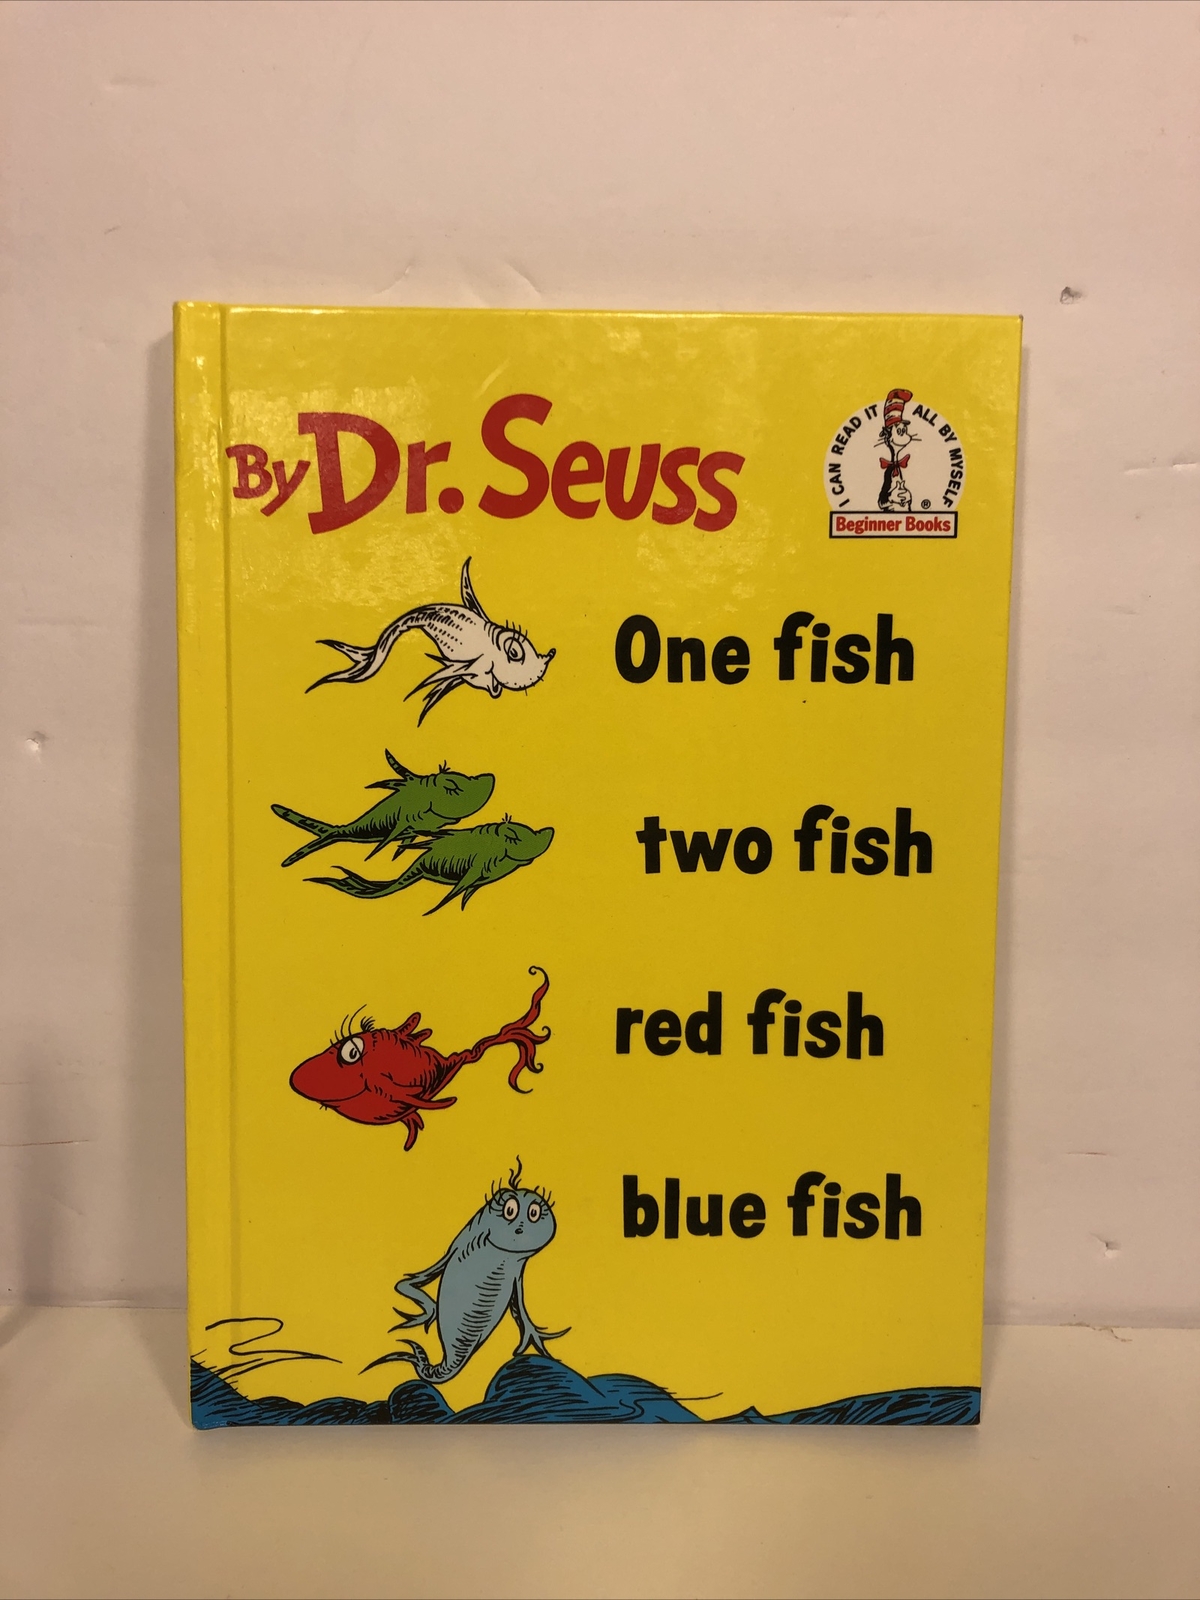 By Dr. Seuss
I CAN READ IT ALL BY MYSELF
®
Beginner Books
One fish
two fish
red fish
blue fish